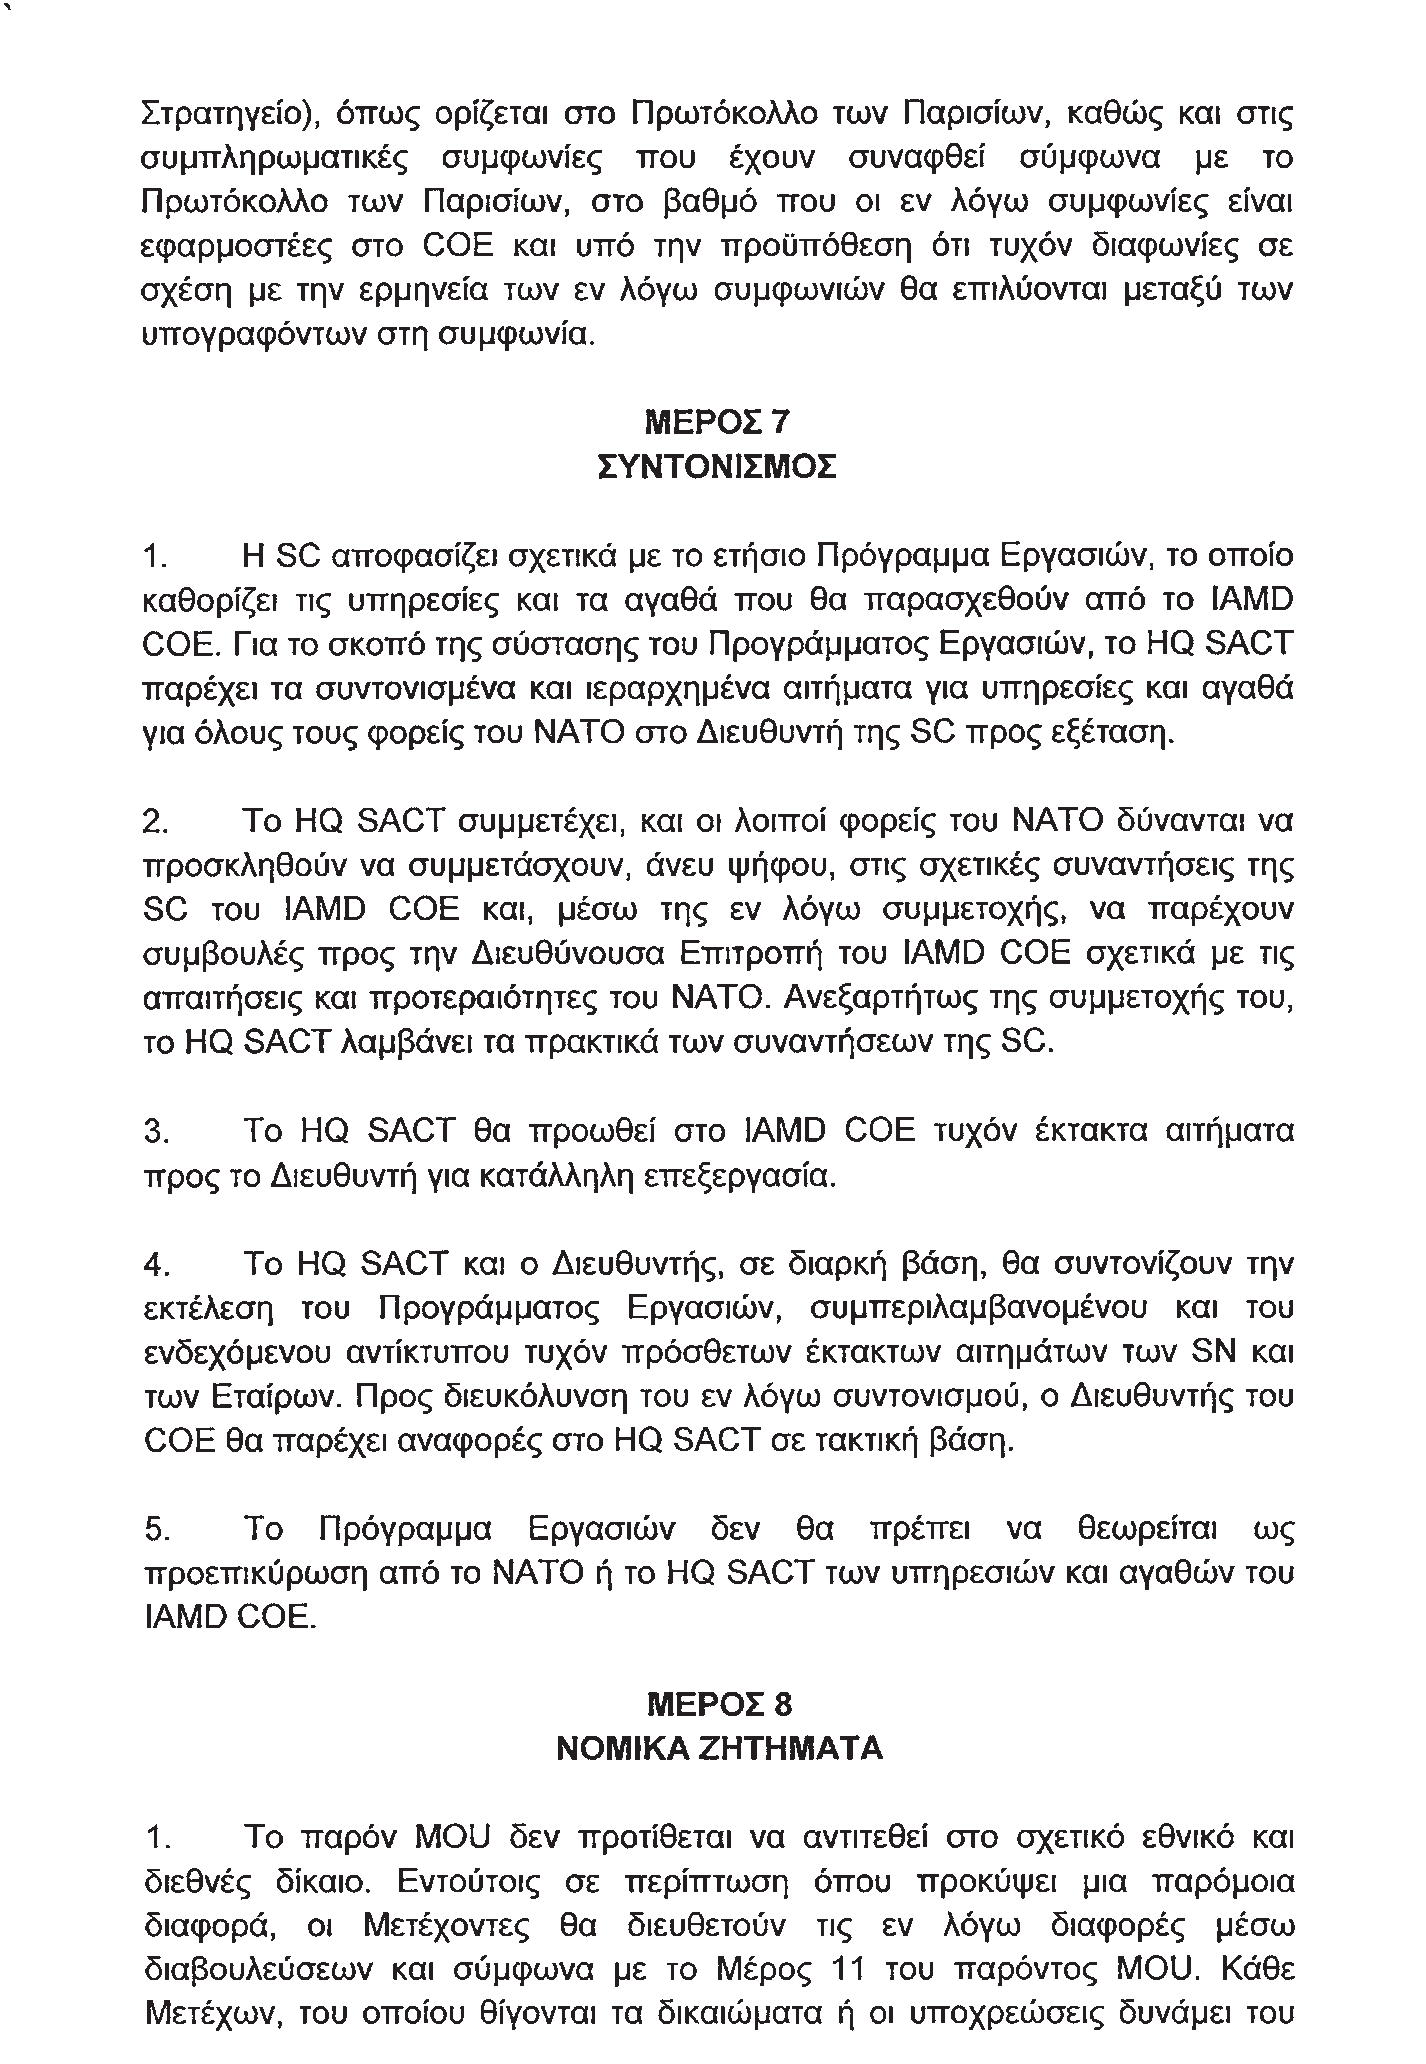 Στρατηγείο), όπως ορίζεται στο Πρωτόκολλο των Παρισίων, καθώς και στις
συμπληρωματικές συμφωνίες που έχουν συναφθεί σύμφωνα με το
Πρωτόκολλο των Παρισίων, στο βαθμό που οι εν λόγω συμφωνίες είναι
εφαρμοστέες στο COE και υπό την προϋπόθεση ότι τυχόν διαφωνίες σε
σχέση με την ερμηνεία των εν λόγω συμφωνιών θα επιλύονται μεταξύ των
υπογραφόντων στη συμφωνία.
ΜΕΡΟΣ 7
ΣΥΝΤΟΝΙΣΜΟΣ
1. Η SC αποφασίζει σχετικά με το ετήσιο Πρόγραμμα Εργασιών, το οποίο
καθορίζει τις υπηρεσίες και τα αγαθά που θα παρασχεθούν από το IAMD
COE. Για το σκοπό της σύστασης του Προγράμματος Εργασιών, το HQ SACT
παρέχει τα συντονισμένα και ιεραρχημένα αιτήματα για υπηρεσίες και αγαθά
για όλους τους φορείς του ΝΑΤΟ στο Διευθυντή της SC προς εξέταση.
2. Το HQ SACT συμμετέχει, και οι λοιποί φορείς του ΝΑΤΟ δύνανται να
προσκληθούν να συμμετάσχουν, άνευ ψήφου, στις σχετικές συναντήσεις της
SC του IAMD COE και, μέσω της εν λόγω συμμετοχής, να παρέχουν
συμβουλές προς την Διευθύνουσα Επιτροπή του IAMD COE σχετικά με τις
απαιτήσεις και προτεραιότητες του ΝΑΤΟ. Ανεξαρτήτως της συμμετοχής του,
το HQ SACT λαμβάνει τα πρακτικά των συναντήσεων της SC.
3. Το HQ SACT θα προωθεί στο IAMD COE τυχόν έκτακτα αιτήματα
προς το Διευθυντή για κατάλληλη επεξεργασία.
4. Το HQ SACT και ο Διευθυντής, σε διαρκή βάση, θα συντονίζουν την
εκτέλεση του Προγράμματος Εργασιών, συμπεριλαμβανομένου και του
ενδεχόμενου αντίκτυπου τυχόν πρόσθετων έκτακτων αιτημάτων των SN και
των Εταίρων. Προς διευκόλυνση του εν λόγω συντονισμού, ο Διευθυντής του
COE θα παρέχει αναφορές στο HQ SACT σε τακτική βάση.
5. Το Πρόγραμμα Εργασιών δεν θα πρέπει να θεωρείται ως
προεπικύρωση από το ΝΑΤΟ ή το HQ SACT των υπηρεσιών και αγαθών του
IAMD COE.
ΜΕΡΟΣ 8
ΝΟΜΙΚΑ ΖΗΤΗΜΑΤΑ
1. Το παρόν MOU δεν προτίθεται να αντιτεθεί στο σχετικό εθνικό και
διεθνές δίκαιο. Εντούτοις σε περίπτωση όπου προκύψει μια παρόμοια
διαφορά, οι Μετέχοντες θα διευθετούν τις εν λόγω διαφορές μέσω
διαβουλεύσεων και σύμφωνα με το Μέρος 11 του παρόντος MOU. Κάθε
Μετέχων, του οποίου θίγονται τα δικαιώματα ή οι υποχρεώσεις δυνάμει του